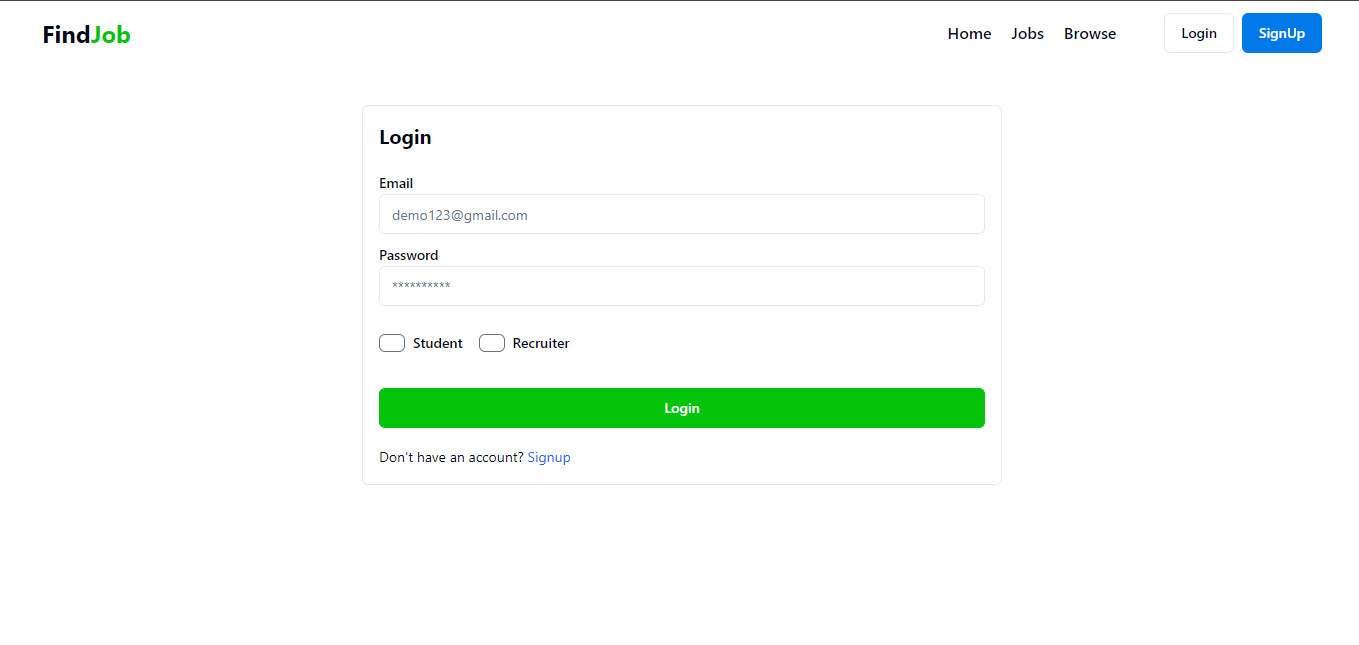 FindJob
Home Jobs Browse Login SignUp
Login
Email
demo123@gmail.com
Password
**********
Student Recruiter
Login
Don't have an account? Signup